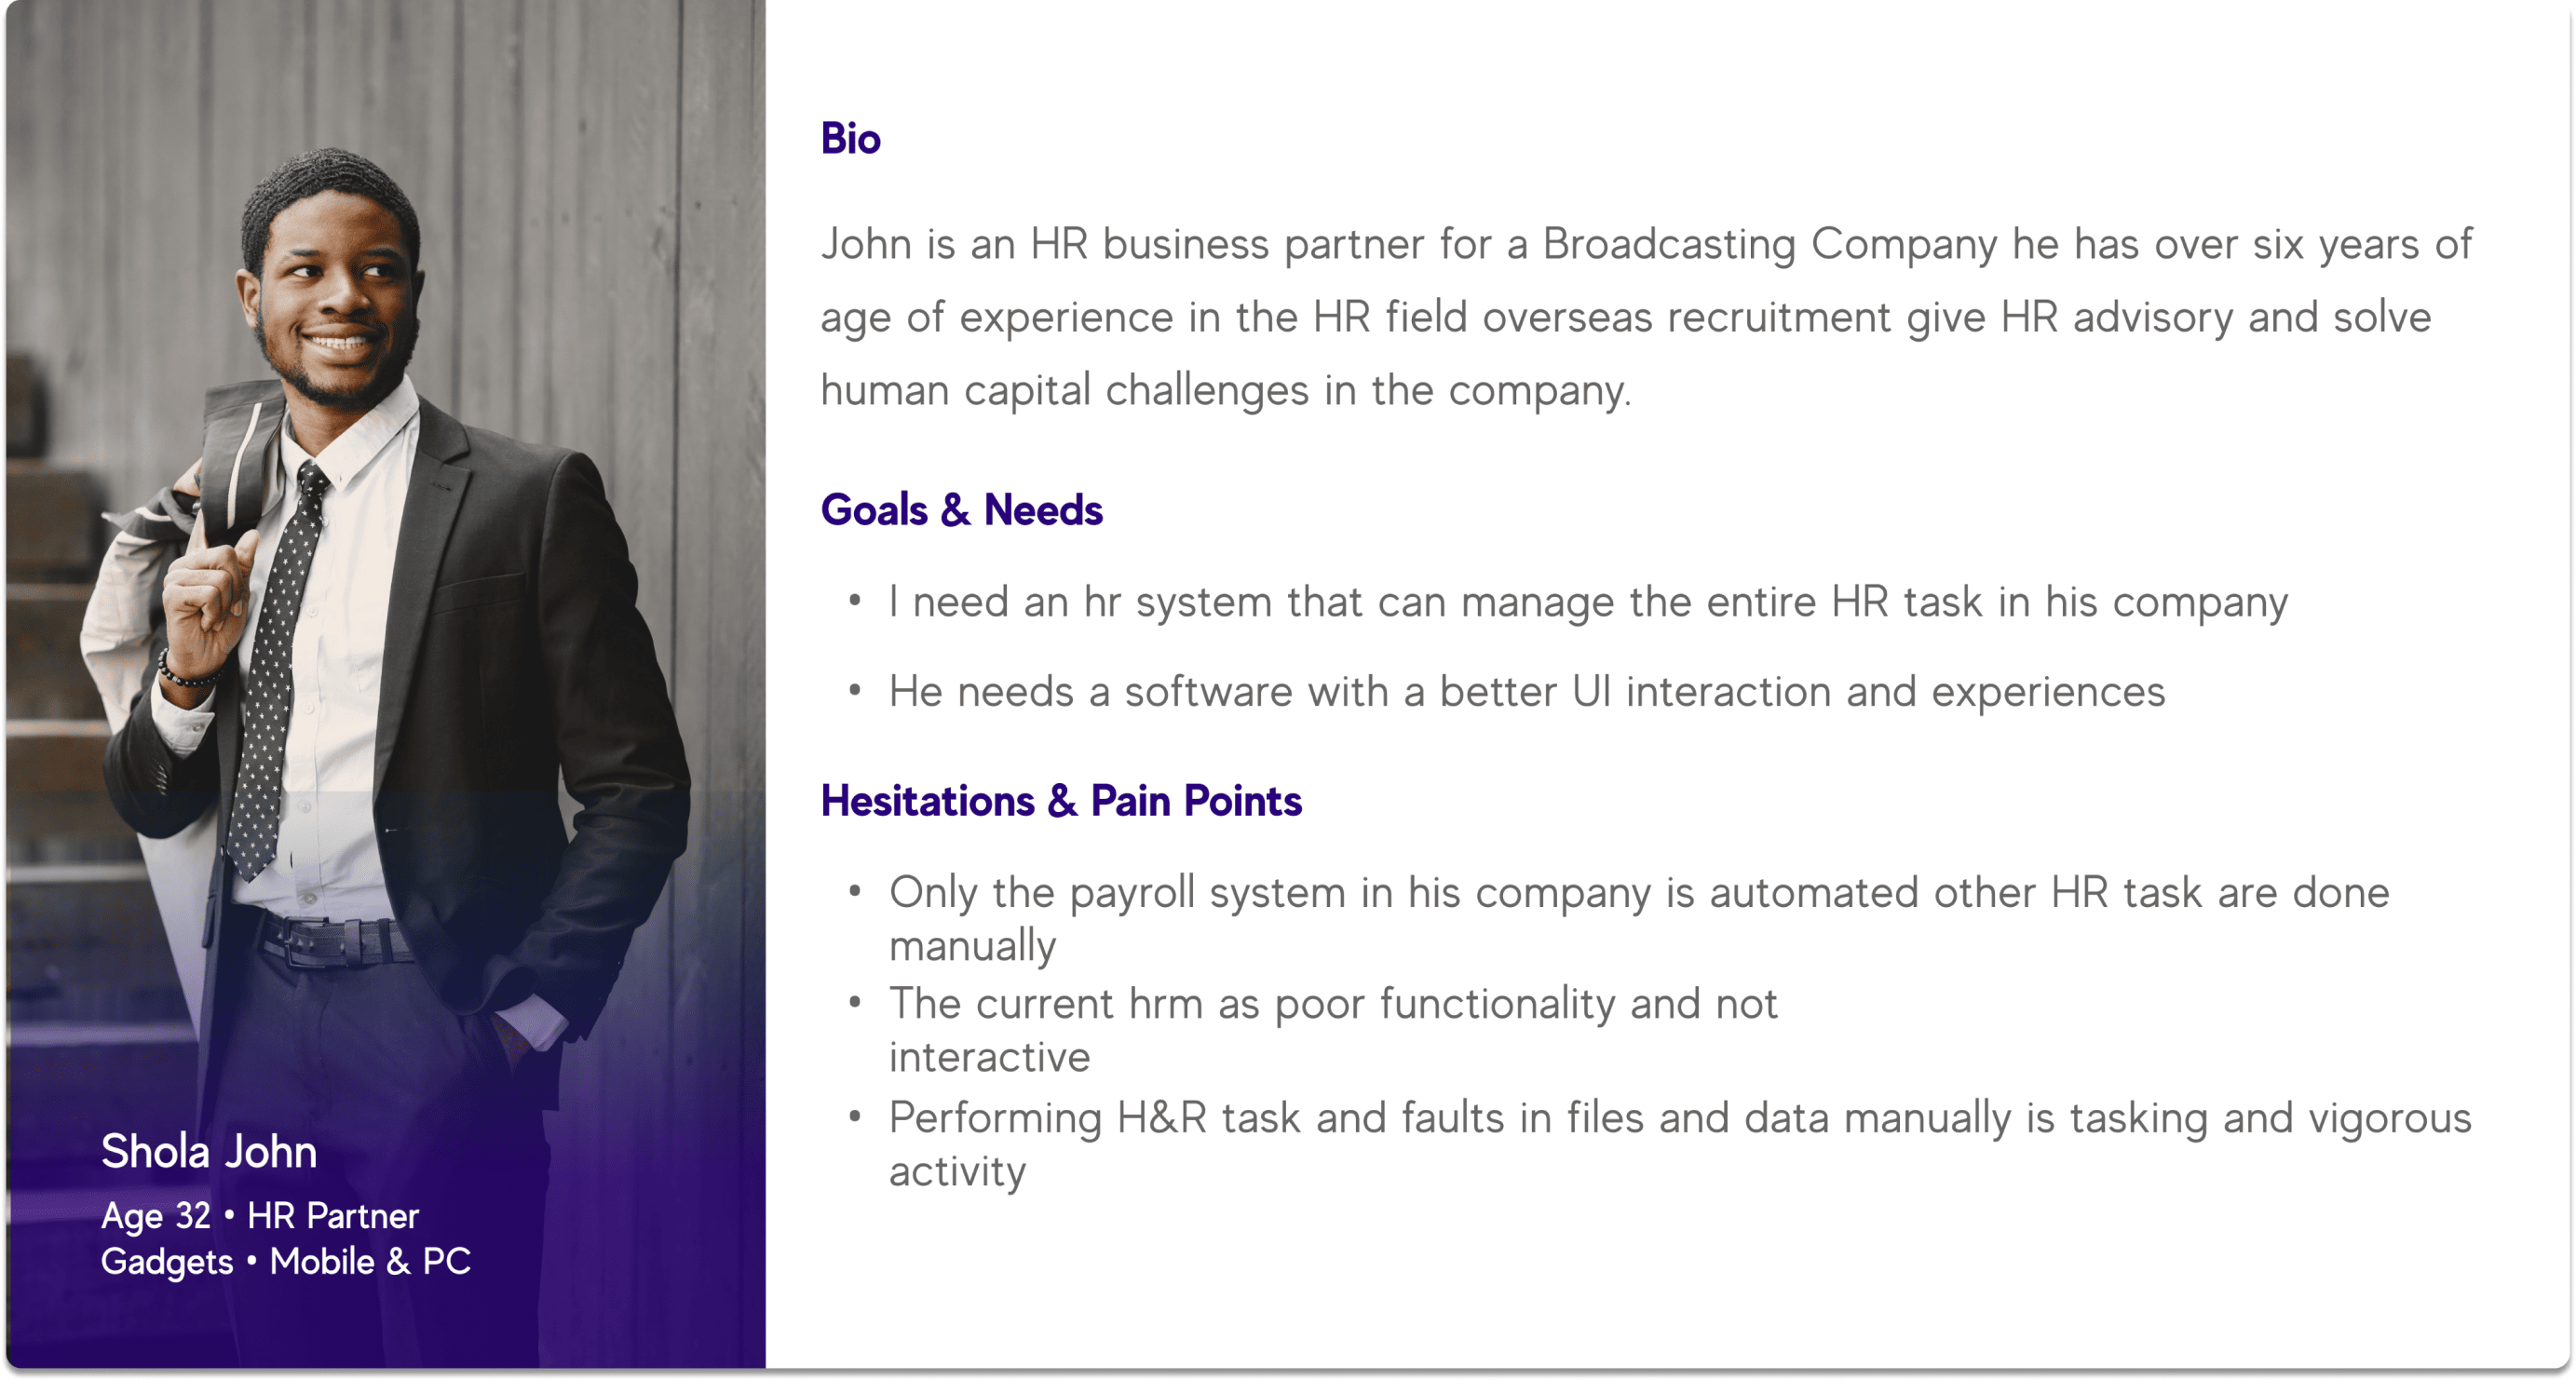 Bio
John is an HR business partner for a Broadcasting Company he has over six years of
age of experience in the HR field overseas recruitment give HR advisory and solve
human capital challenges in the company.
Goals & Needs
• I need an hr system that can manage the entire HR task in his company
• He needs a software with a better UI interaction and experiences
Hesitations & Pain Points
• Only the payroll system in his company is automated other HR task are done
manually
• The current hrm as poor functionality and not
interactive
• Performing H&R task and faults in files and data manually is tasking and vigorous
activity
Shola John
Age 32 • HR Partner
Gadgets • Mobile & PC